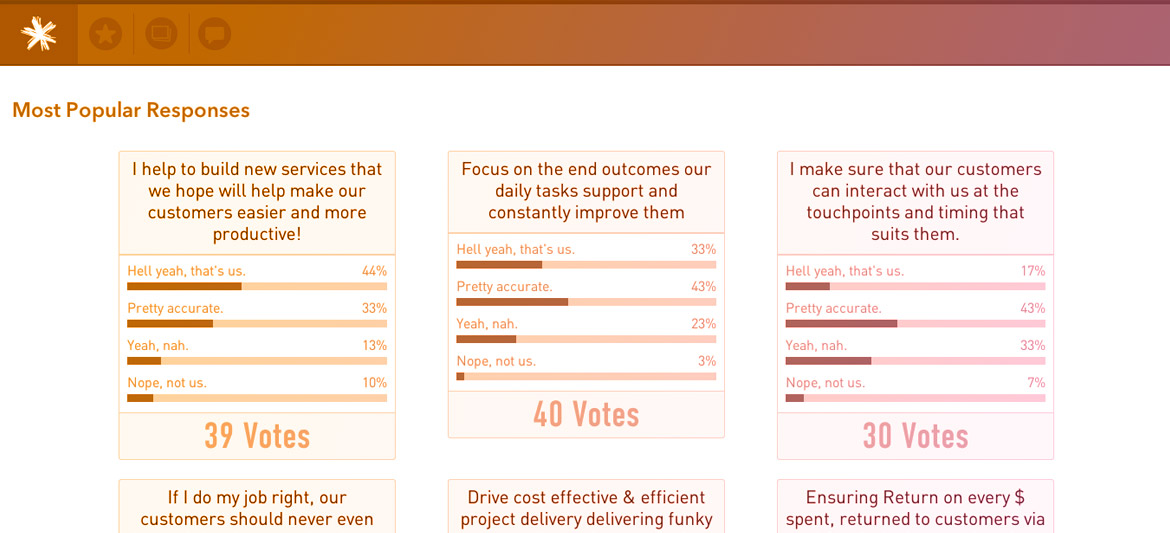 Most Popular Responses
I help to build new services that
we hope will help make our
customers easier and more
productive!
Hell yeah, that's us. 44%
Pretty accurate. 33%
Yeah, nah. 13%
Nope, not us. 10%
39 Votes
Focus on the end outcomes our
daily tasks support and
constantly improve them
Hell yeah, that's us. 33%
Pretty accurate. 43%
Yeah, nah. 23%
Nope, not us. 3%
40 Votes
I make sure that our customers
can interact with us at the
touchpoints and timing that
suits them.
Hell yeah, that's us. 17%
Pretty accurate. 43%
Yeah, nah. 33%
Nope, not us. 7%
30 Votes
If I do my job right, our
customers should never even
Drive cost effective & efficient
project delivery delivering funky
Ensuring Return on every $
spent, returned to customers via